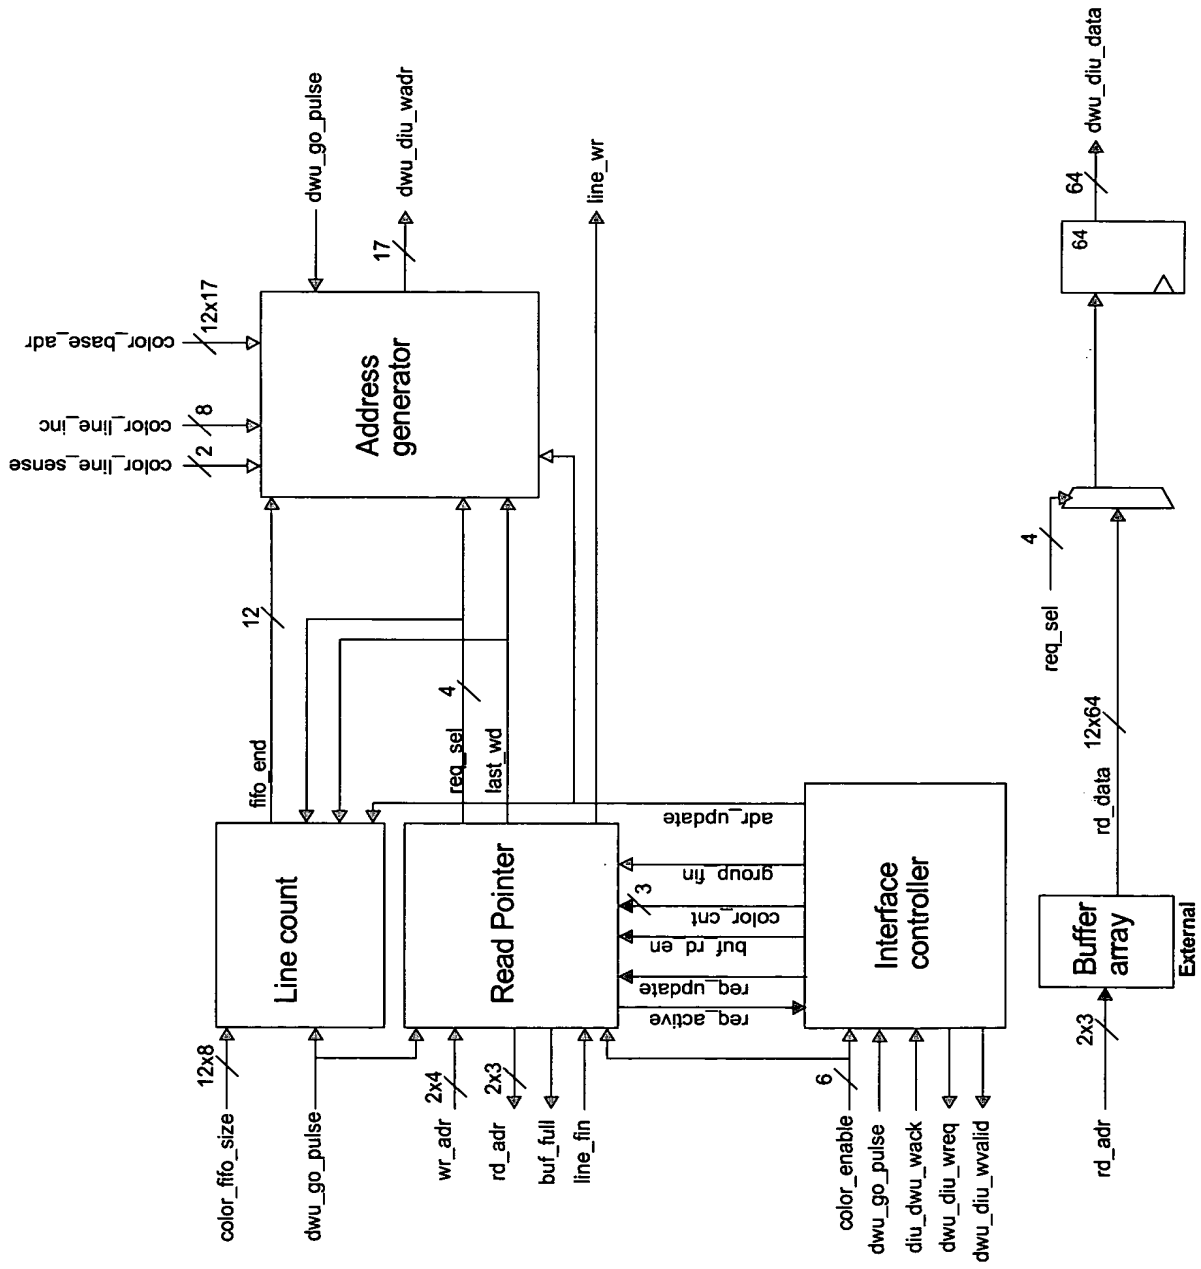 color_fifo_size
12x8
dwu_go_pulse
Line count
fifo_end
12
color_line_sense
2
color_line_inc
8
color_base_adr
12x17
Address
generator
dwu_go_pulse
17
dwu_diu_wadr
wr_adr
2x4
rd_adr
2x3
buf_full
line_fin
Read Pointer
req_sel
4
last_wd
line_wr
req_active
req_update
buf_rd_en
color_cnt
3
group_fin
adr_update
color_enable
6
dwu_go_pulse
diu_dwu_wack
dwu_diu_wreq
dwu_diu_wvalid
Interface
controller
rd_adr
2x3
Buffer
array
External
rd_data
12x64
req_sel
4
64
64
dwu_diu_data